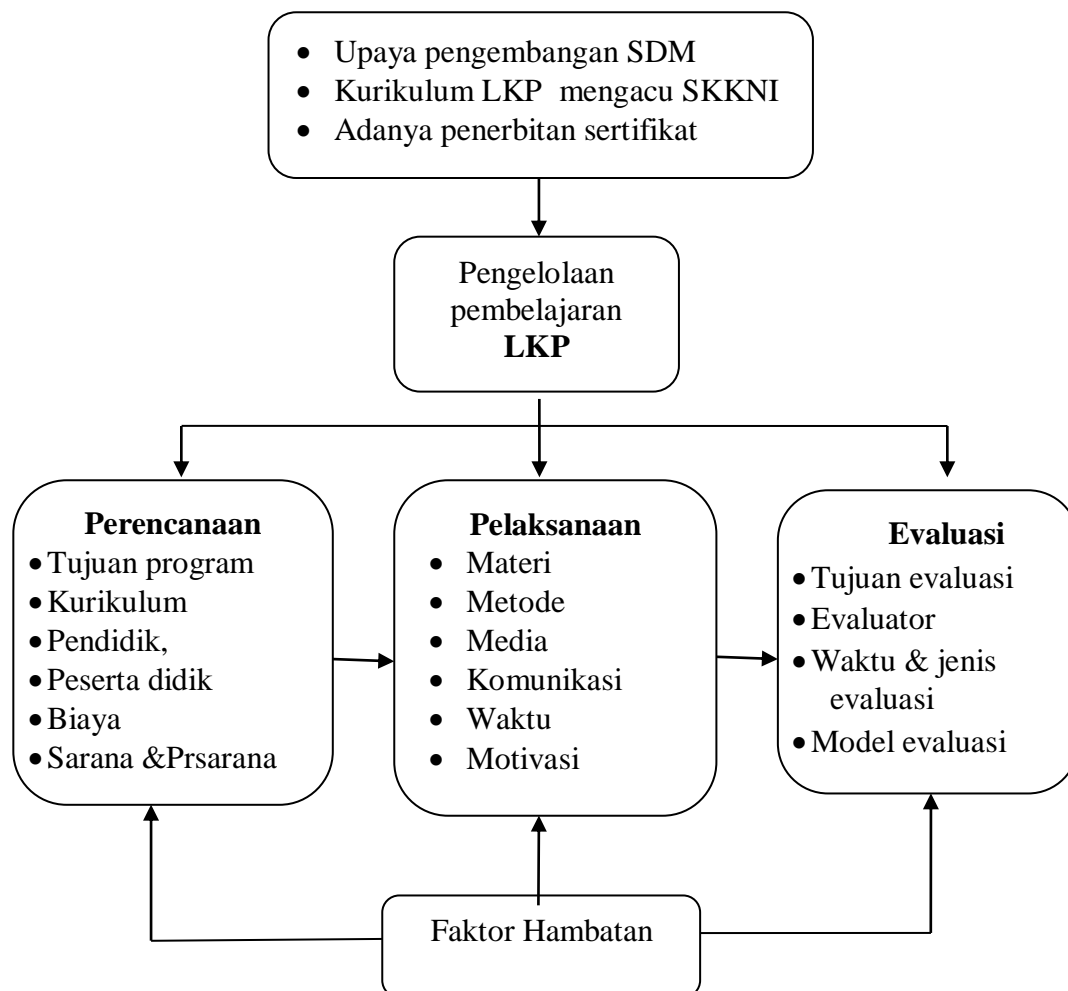 • Upaya pengembangan SDM
• Kurikulum LKP mengacu SKKNI
• Adanya penerbitan sertifikat
Pengelolaan
pembelajaran
LKP
Perencanaan
• Tujuan program
• Kurikulum
• Pendidik,
• Peserta didik
• Biaya
• Sarana &Prsarana
Pelaksanaan
• Materi
• Metode
• Media
• Komunikasi
• Waktu
• Motivasi
Evaluasi
• Tujuan evaluasi
• Evaluator
• Waktu & jenis
evaluasi
• Model evaluasi
Faktor Hambatan